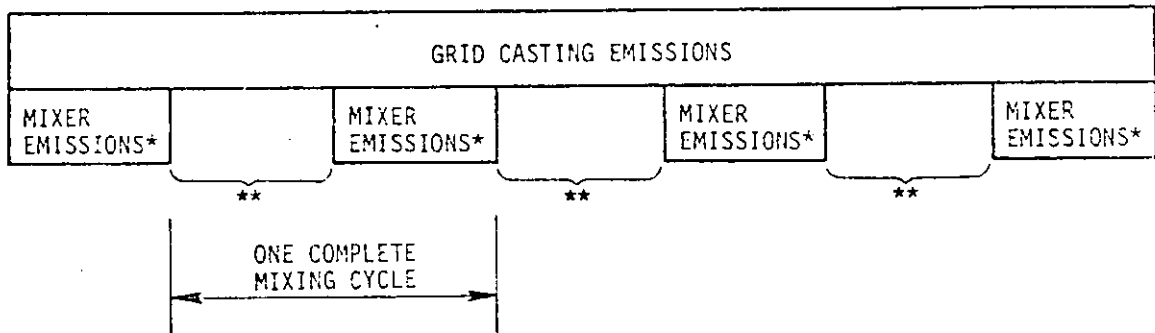 GRID CASTING EMISSIONS
MIXER
EMISSIONS*
MIXER
EMISSIONS*
MIXER
EMISSIONS*
MIXER
EMISSIONS*
**
**
**
ONE COMPLETE
MIXING CYCLE